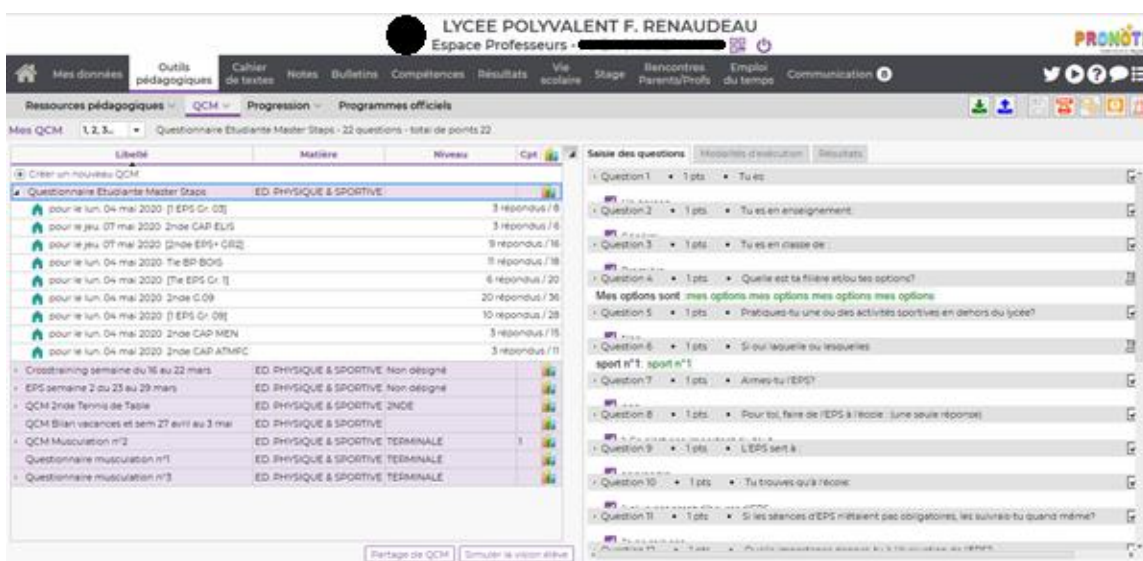 LYCEE POLYVALENT F. RENAUDEAU
Espace Professeurs -
PRONOT
Mes données
Outils pédagogiques
Cahier de textes
Notes
Bulletins
Compétences
Résultats
Vie scolaire
Stage
Rencontres Parents/Profs
Emploi du temps
Communication 0
Ressources pédagogiques
QCM
Progression
Programmes officiels
Mes QCM 1, 2, 3... Questionnaire Etudiante Master Staps - 22 questions - total de points 22
Libellé Matière Niveau Cpt
Créer un nouveau QCM
Questionnaire Etudiante Master Staps ED. PHYSIQUE & SPORTIVE
pour le lun. 04 mai 2020 [1 EPS Gr. 03] 3 répondus / 8
pour le jeu. 07 mai 2020 2nde CAP ELIS 3 répondus / 6
pour le jeu. 07 mai 2020 [2nde EPS+ GR2] 9 répondus / 16
pour le lun. 04 mai 2020 Tle BP BOIS 11 répondus / 18
pour le lun. 04 mai 2020 [Tle EPS Gr. 1] 6 répondus / 20
pour le lun. 04 mai 2020 2nde G.09 20 répondus / 36
pour le lun. 04 mai 2020 [1 EPS Gr. 09] 10 répondus / 28
pour le lun. 04 mai 2020 2nde CAP MEN 3 répondus / 15
pour le lun. 04 mai 2020 2nde CAP ATMFC 3 répondus / 11
Crosstraining semaine du 16 au 22 mars ED. PHYSIQUE & SPORTIVE Non désigné
EPS semaine 2 du 23 au 29 mars ED. PHYSIQUE & SPORTIVE Non désigné
QCM 2nde Tennis de Table ED. PHYSIQUE & SPORTIVE 2NDE
QCM Bilan vacances et sem 27 avril au 3 mai ED. PHYSIQUE & SPORTIVE
QCM Musculation n°2 ED. PHYSIQUE & SPORTIVE TERMINALE 1
Questionnaire musculation n°1 ED. PHYSIQUE & SPORTIVE TERMINALE
Questionnaire musculation n°3 ED. PHYSIQUE & SPORTIVE TERMINALE
Partage de QCM
Simuler la vision élève
Saisie des questions
Modalités d'exécution
Résultats
Question 1 • 1 pts • Tu es:
Question 2 • 1 pts • Tu es en enseignement:
Question 3 • 1 pts • Tu es en classe de :
Question 4 • 1 pts • Quelle est ta filière et/ou tes options?
Mes options sont :mes options mes options mes options mes options
Question 5 • 1 pts • Pratiques-tu une ou des activités sportives en dehors du lycée?
Question 6 • 1 pts • Si oui laquelle ou lesquelles
sport n°1: sport n°1
Question 7 • 1 pts • Aimes-tu l'EPS?
Question 8 • 1 pts • Pour toi, faire de l'EPS à l'école : (une seule réponse)
Question 9 • 1 pts • L'EPS sert à :
Question 10 • 1 pts • Tu trouves qu'à l'école:
Question 11 • 1 pts • Si les séances d'EPS n'étaient pas obligatoires, les suivrais-tu quand même?